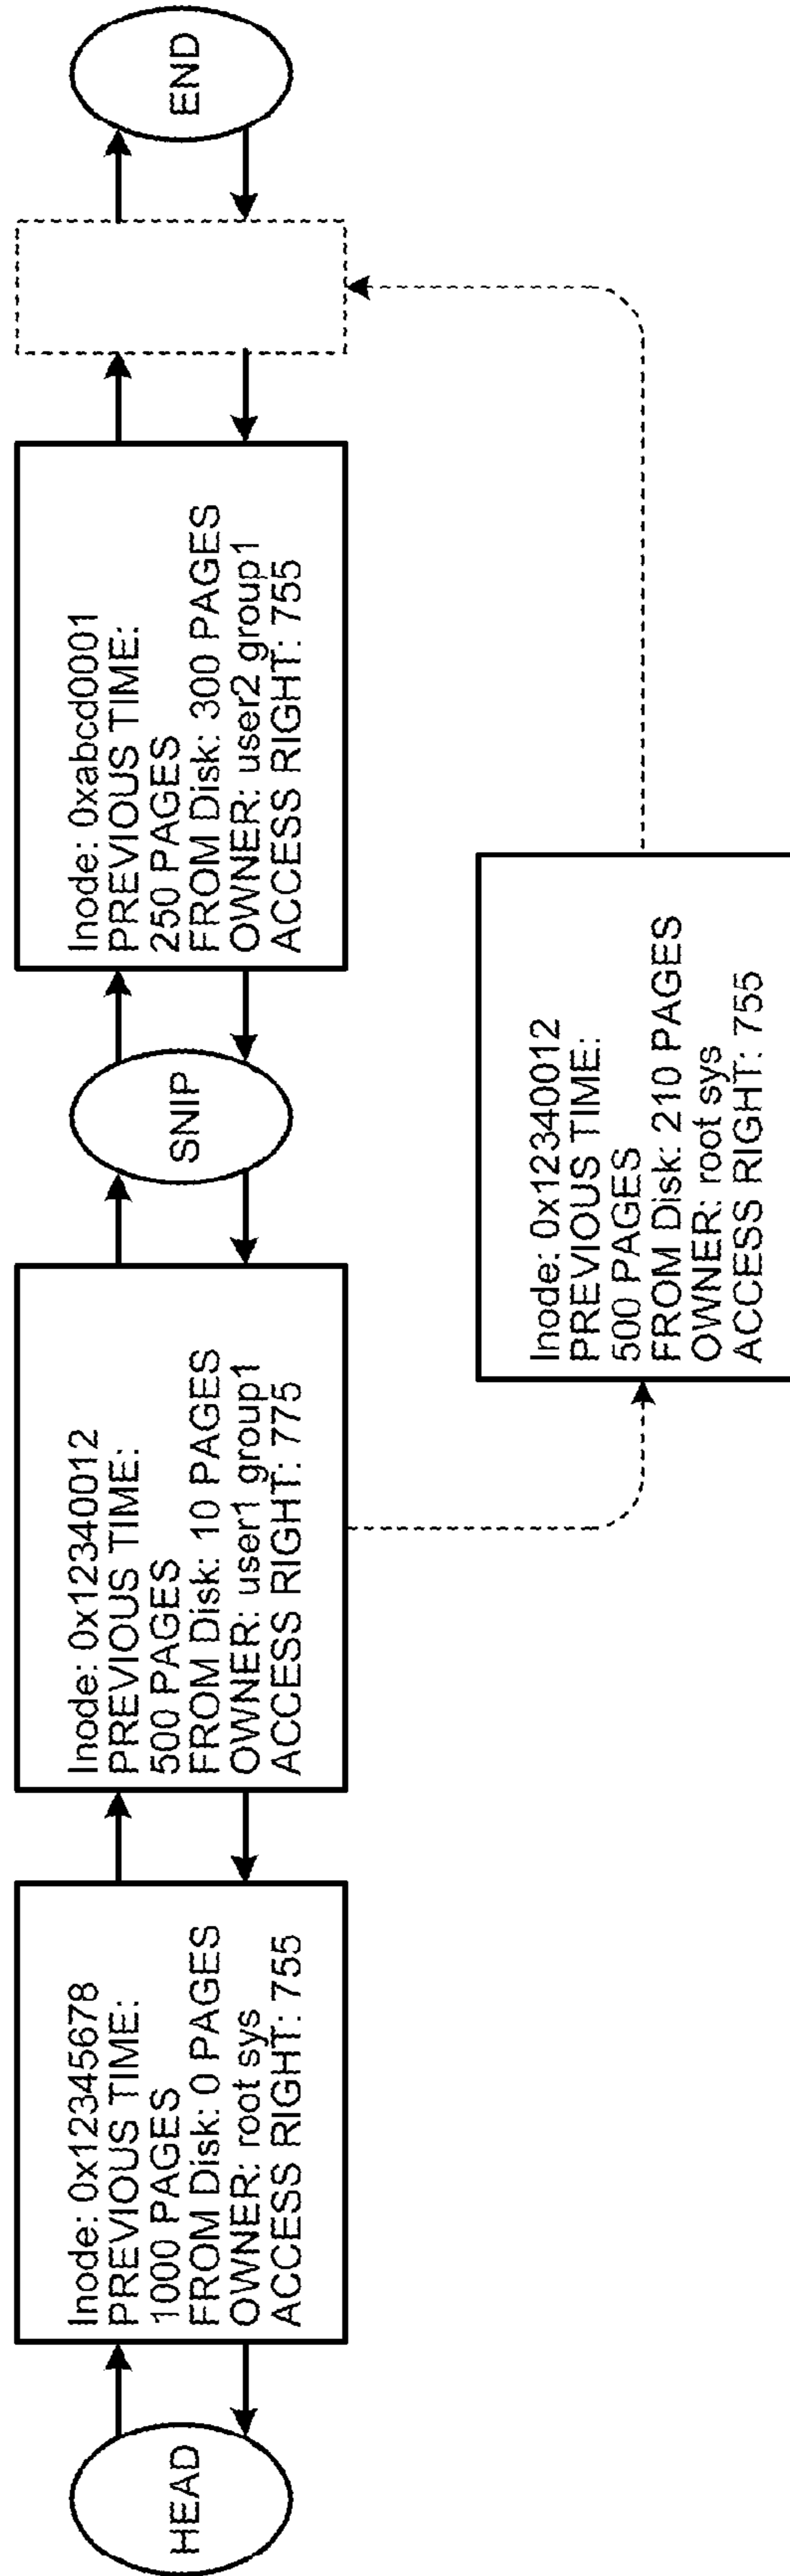 HEAD
Inode: 0x12345678
PREVIOUS TIME:
1000 PAGES
FROM Disk: 0 PAGES
OWNER: root sys
ACCESS RIGHT: 755
Inode: 0x12340012
PREVIOUS TIME:
500 PAGES
FROM Disk: 10 PAGES
OWNER: user1 group1
ACCESS RIGHT: 775
SNIP
Inode: 0xabcd0001
PREVIOUS TIME:
250 PAGES
FROM Disk: 300 PAGES
OWNER: user2 group1
ACCESS RIGHT: 755
END
Inode: 0x12340012
PREVIOUS TIME:
500 PAGES
FROM Disk: 210 PAGES
OWNER: root sys
ACCESS RIGHT: 755